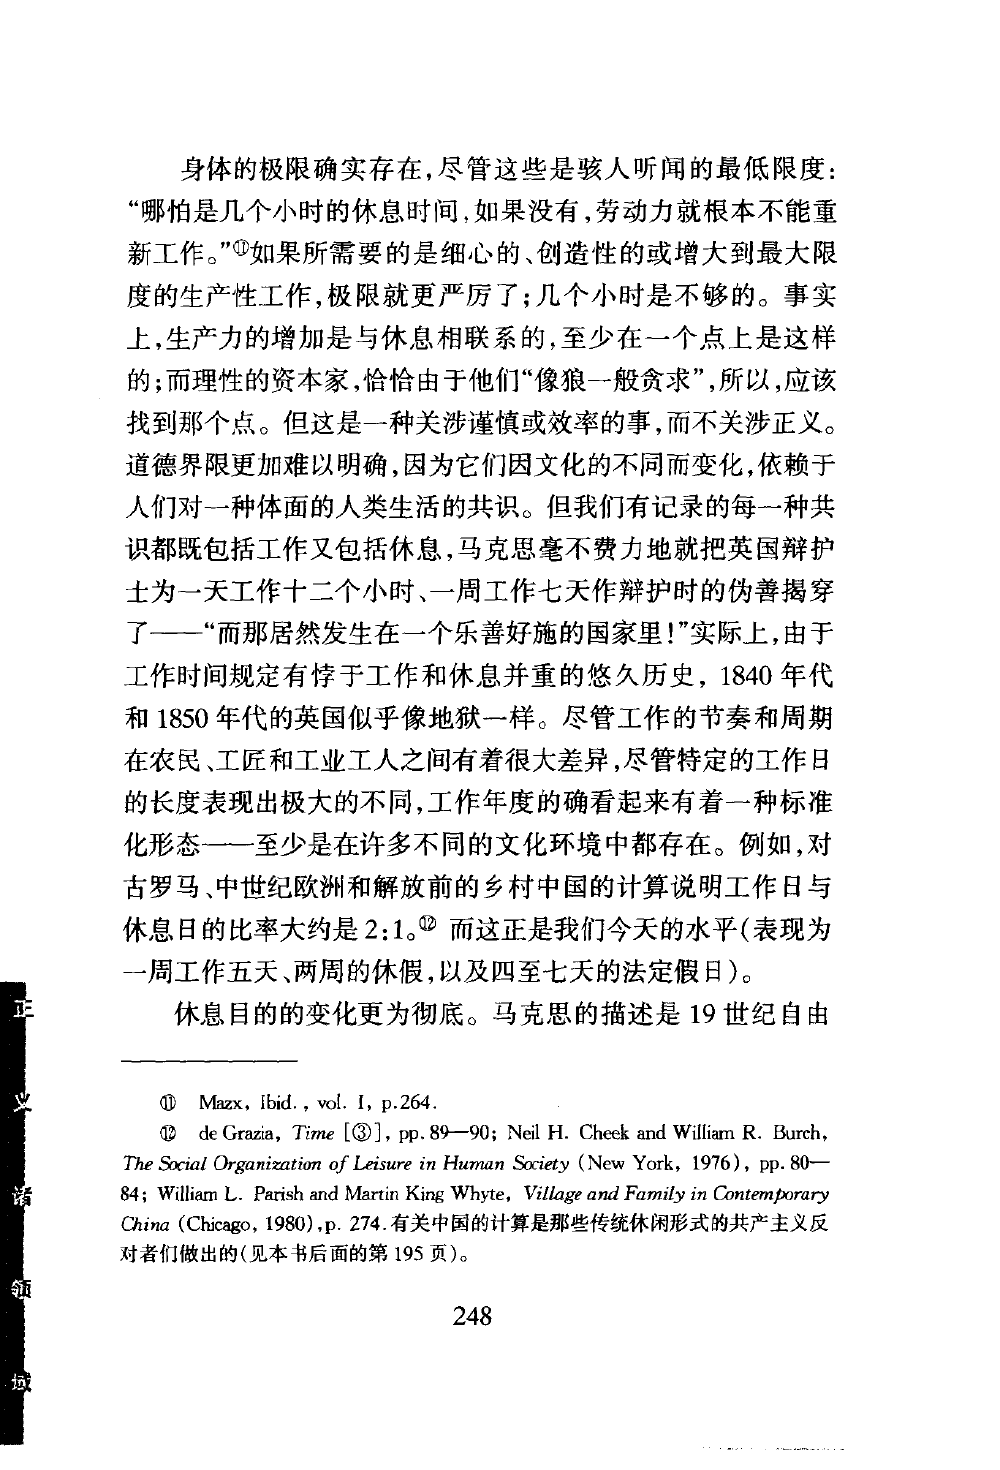 身体的极限确实存在,尽管这些是骇人听闻的最低限度:
“哪怕是几个小时的休息时间,如果没有,劳动力就根本不能重
新工作。”⑪如果所需要的是细心的、创造性的或增大到最大限
度的生产性工作,极限就更严厉了;几个小时是不够的。事实
上,生产力的增加是与休息相联系的,至少在一个点上是这样
的;而理性的资本家,恰恰由于他们“像狼一般贪求”,所以,应该
找到那个点。但这是一种关涉谨慎或效率的事,而不关涉正义。
道德界限更加难以明确,因为它们因文化的不同而变化,依赖于
人们对一种体面的人类生活的共识。但我们有记录的每一种共
识都既包括工作又包括休息,马克思毫不费力地就把英国辩护
士为一天工作十二个小时、一周工作七天作辩护时的伪善揭穿
了——“而那居然发生在一个乐善好施的国家里!”实际上,由于
工作时间规定有悖于工作和休息并重的悠久历史, 1840 年代
和 1850 年代的英国似乎像地狱一样。尽管工作的节奏和周期
在农民、工匠和工业工人之间有着很大差异,尽管特定的工作日
的长度表现出极大的不同,工作年度的确看起来有着一种标准
化形态——至少是在许多不同的文化环境中都存在。例如,对
古罗马、中世纪欧洲和解放前的乡村中国的计算说明工作日与
休息日的比率大约是 2:1。⑫ 而这正是我们今天的水平(表现为
一周工作五天、两周的休假,以及四至七天的法定假日)。
休息目的的变化更为彻底。马克思的描述是 19 世纪自由
⑪ Mazx, Ibid. , vol. I, p.264.
⑫ de Grazia, Time [③], pp. 89—90; Neil H. Cheek and William R. Burch,
The Social Organization of Leisure in Human Society (New York, 1976), pp. 80—
84; William L. Parish and Martin King Whyte, Village and Family in Contemporary
China (Chicago, 1980),p. 274.有关中国的计算是那些传统休闲形式的共产主义反
对者们做出的(见本书后面的第 195 页)。
248
正
义
诸
领
域